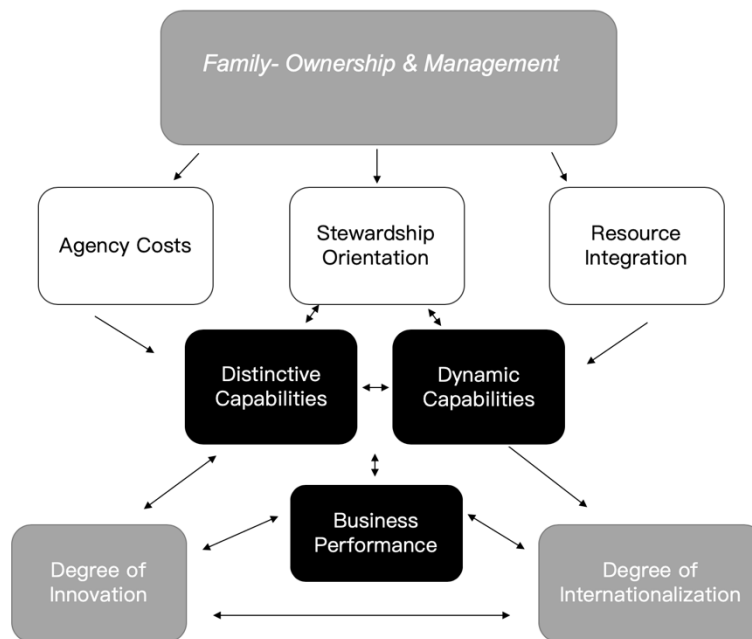 Family- Ownership & Management
Agency Costs
Stewardship
Orientation
Resource
Integration
Distinctive
Capabilities
Dynamic
Capabilities
Business
Performance
Degree of
Innovation
Degree of
Internationalization